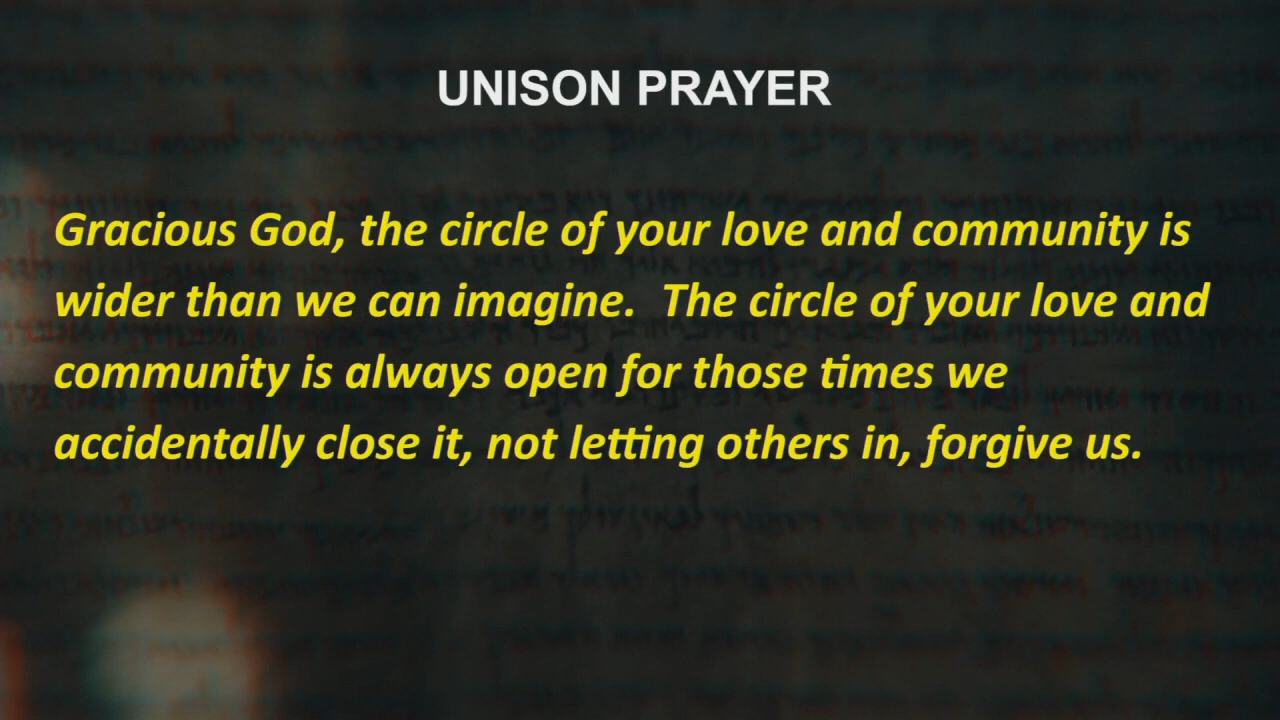 UNISON PRAYER
Gracious God, the circle of your love and community is
wider than we can imagine.  The circle of your love and
community is always open for those times we
accidentally close it, not letting others in, forgive us.